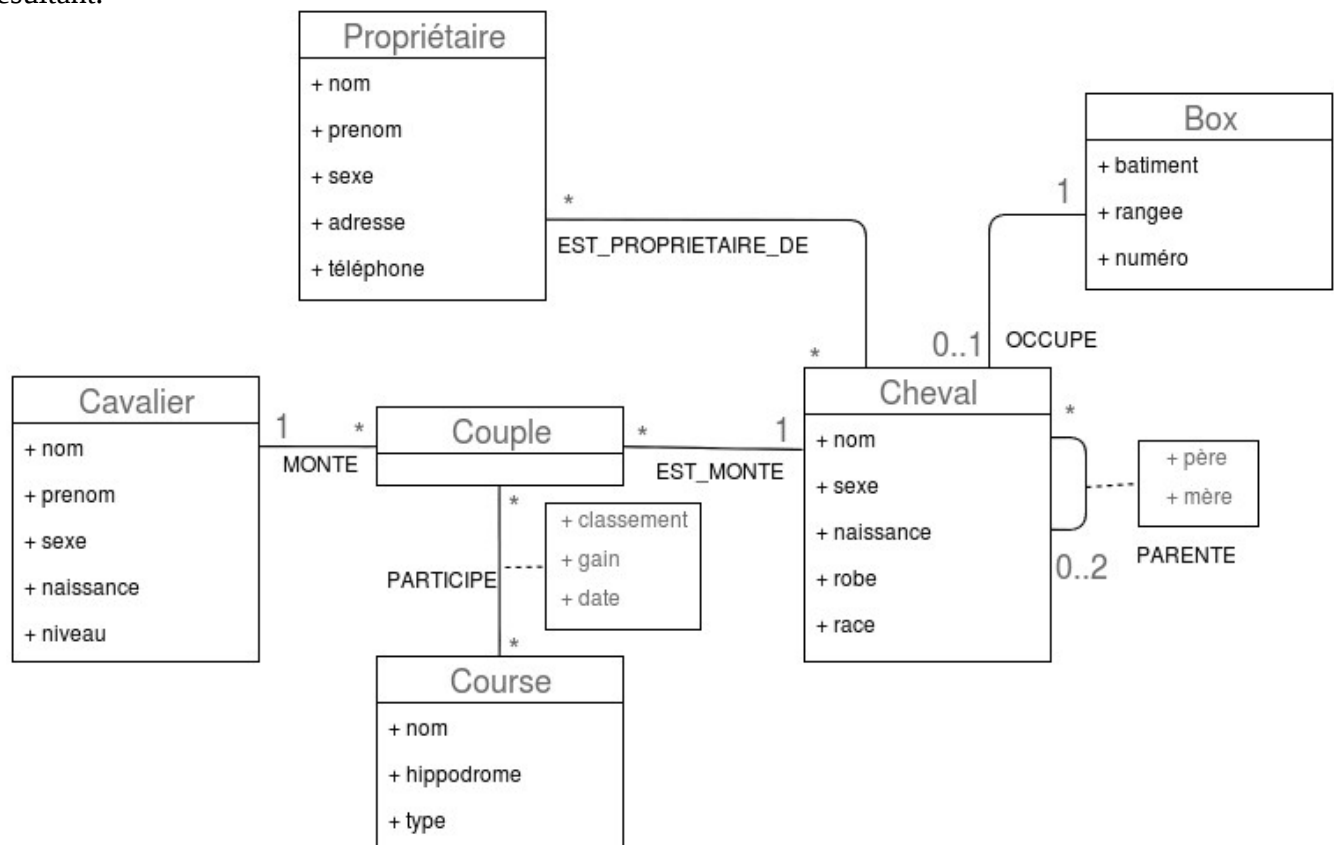 Propriétaire
+ nom
+ prenom
+ sexe
+ adresse
+ téléphone
Box
+ batiment
+ rangee
+ numéro
*
EST_PROPRIETAIRE_DE
*
1
0..1
OCCUPE
Cavalier
+ nom
+ prenom
+ sexe
+ naissance
+ niveau
1
*
MONTE
Couple
*
1
EST_MONTE
Cheval
+ nom
+ sexe
+ naissance
+ robe
+ race
*
0..2
+ père
+ mère
PARENTE
*
PARTICIPE
+ classement
+ gain
+ date
*
Course
+ nom
+ hippodrome
+ type